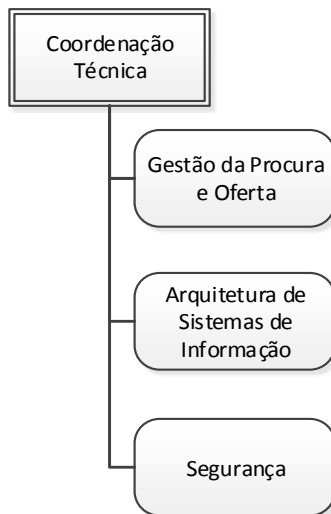 Coordenação
Técnica
Gestão da Procura
e Oferta
Arquitetura de
Sistemas de
Informação
Segurança